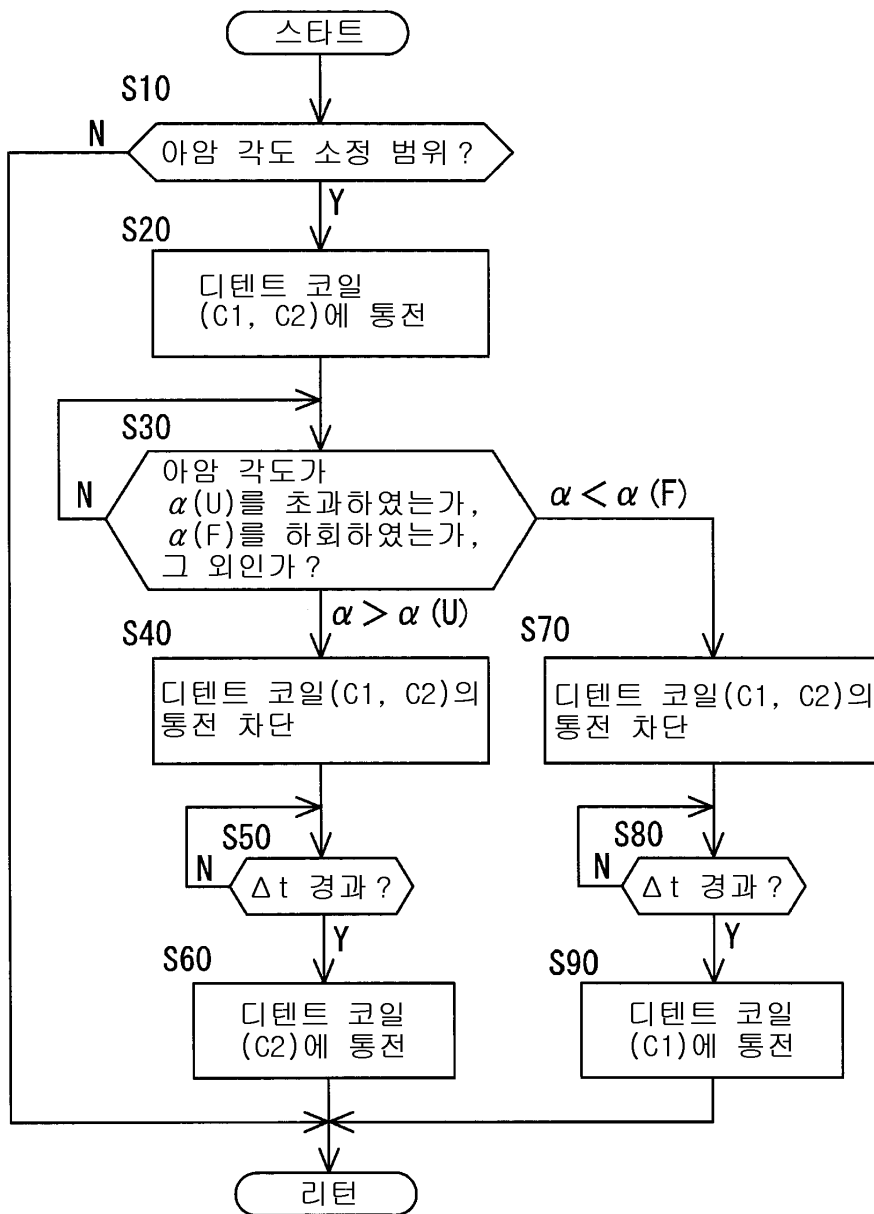 스타트
S10
N
아암 각도 소정 범위?
Y
S20
디텐트 코일
(C1, C2)에 통전
S30
N
아암 각도가
α(U)를 초과하였는가,
α(F)를 하회하였는가,
그 외인가?
α<α(F)
α>α(U)
S40
디텐트 코일(C1, C2)의
통전 차단
S70
디텐트 코일(C1, C2)의
통전 차단
S50
N
Δt 경과?
Y
S80
N
Δt 경과?
Y
S60
디텐트 코일
(C2)에 통전
S90
디텐트 코일
(C1)에 통전
리턴